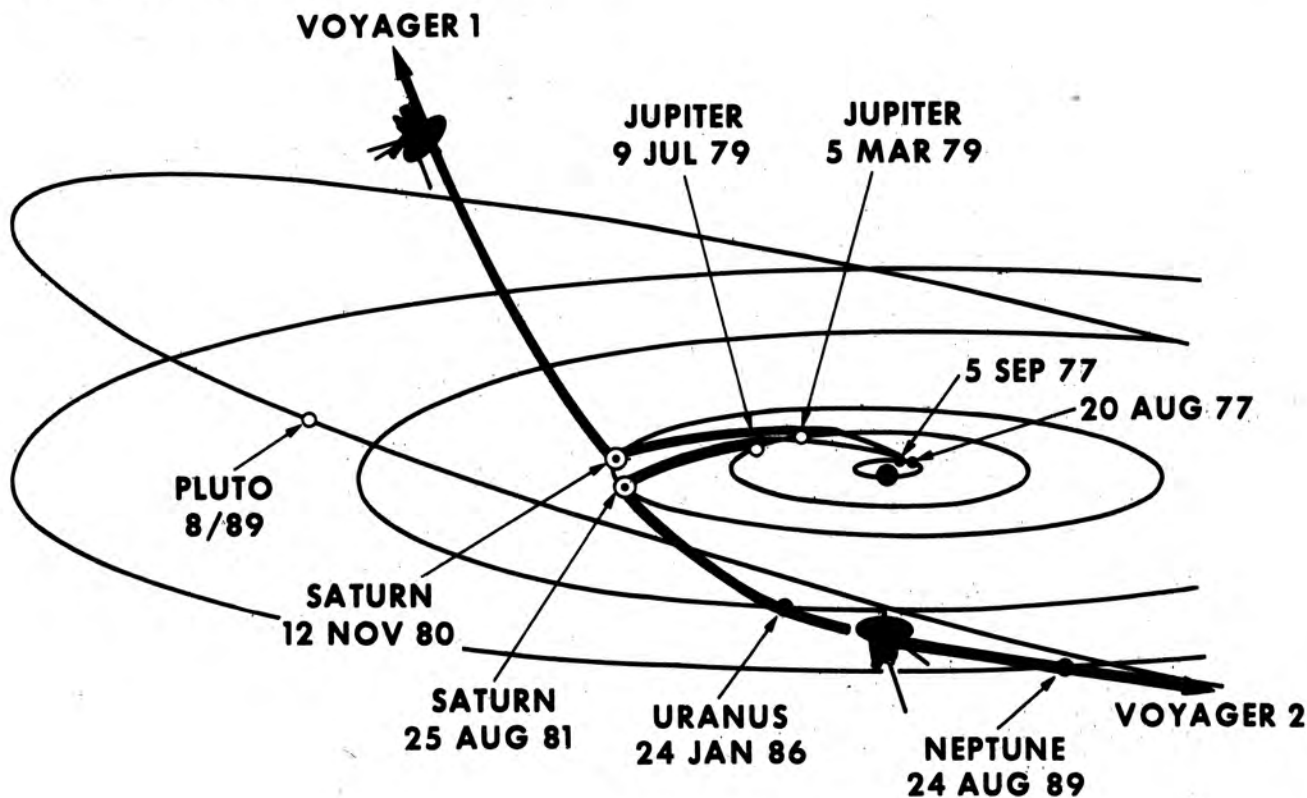 VOYAGER 1
JUPITER
9 JUL 79
JUPITER
5 MAR 79
5 SEP 77
20 AUG 77
PLUTO
8/89
SATURN
12 NOV 80
SATURN
25 AUG 81
URANUS
24 JAN 86
VOYAGER 2
NEPTUNE
24 AUG 89